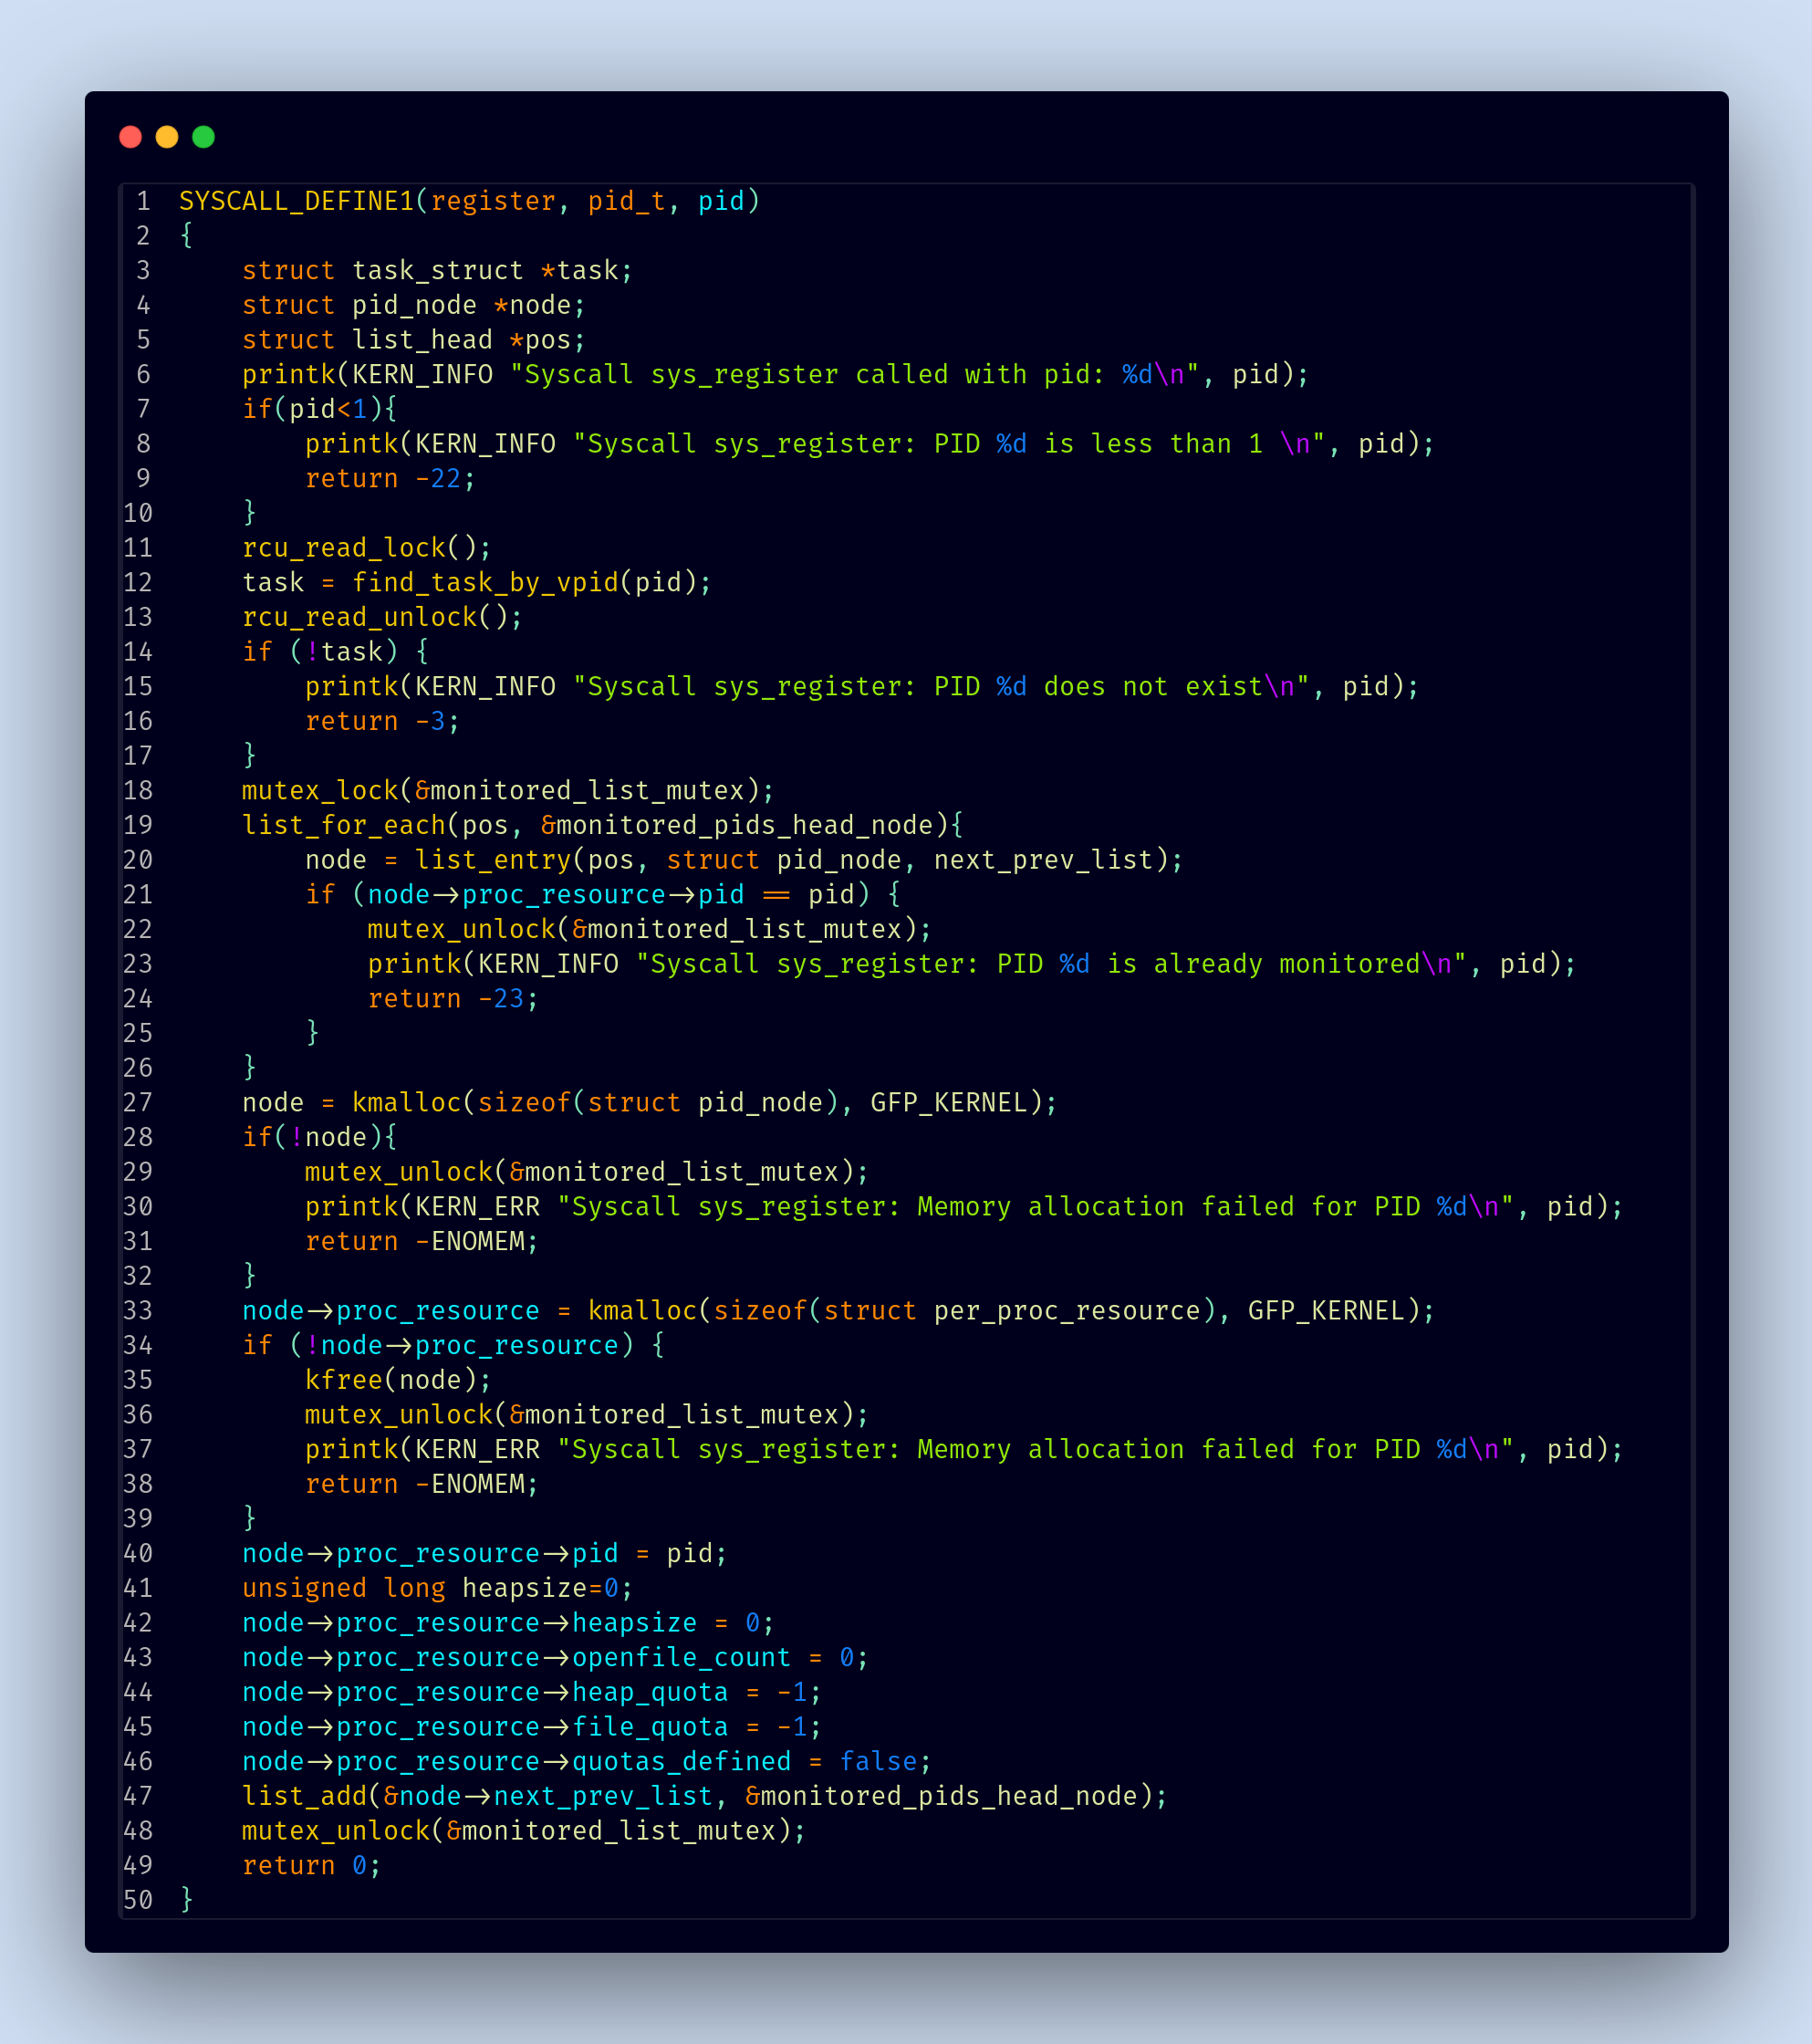 1 SYSCALL_DEFINE1(register, pid_t, pid)
2 {
3     struct task_struct *task;
4     struct pid_node *node;
5     struct list_head *pos;
6     printk(KERN_INFO "Syscall sys_register called with pid: %d\n", pid);
7     if(pid<1){
8         printk(KERN_INFO "Syscall sys_register: PID %d is less than 1 \n", pid);
9         return -22;
10     }
11     rcu_read_lock();
12     task = find_task_by_vpid(pid);
13     rcu_read_unlock();
14     if (!task) {
15         printk(KERN_INFO "Syscall sys_register: PID %d does not exist\n", pid);
16         return -3;
17     }
18     mutex_lock(&monitored_list_mutex);
19     list_for_each(pos, &monitored_pids_head_node){
20         node = list_entry(pos, struct pid_node, next_prev_list);
21         if (node->proc_resource->pid == pid) {
22             mutex_unlock(&monitored_list_mutex);
23             printk(KERN_INFO "Syscall sys_register: PID %d is already monitored\n", pid);
24             return -23;
25         }
26     }
27     node = kmalloc(sizeof(struct pid_node), GFP_KERNEL);
28     if(!node){
29         mutex_unlock(&monitored_list_mutex);
30         printk(KERN_ERR "Syscall sys_register: Memory allocation failed for PID %d\n", pid);
31         return -ENOMEM;
32     }
33     node->proc_resource = kmalloc(sizeof(struct per_proc_resource), GFP_KERNEL);
34     if (!node->proc_resource) {
35         kfree(node);
36         mutex_unlock(&monitored_list_mutex);
37         printk(KERN_ERR "Syscall sys_register: Memory allocation failed for PID %d\n", pid);
38         return -ENOMEM;
39     }
40     node->proc_resource->pid = pid;
41     unsigned long heapsize=0;
42     node->proc_resource->heapsize = 0;
43     node->proc_resource->openfile_count = 0;
44     node->proc_resource->heap_quota = -1;
45     node->proc_resource->file_quota = -1;
46     node->proc_resource->quotas_defined = false;
47     list_add(&node->next_prev_list, &monitored_pids_head_node);
48     mutex_unlock(&monitored_list_mutex);
49     return 0;
50 }